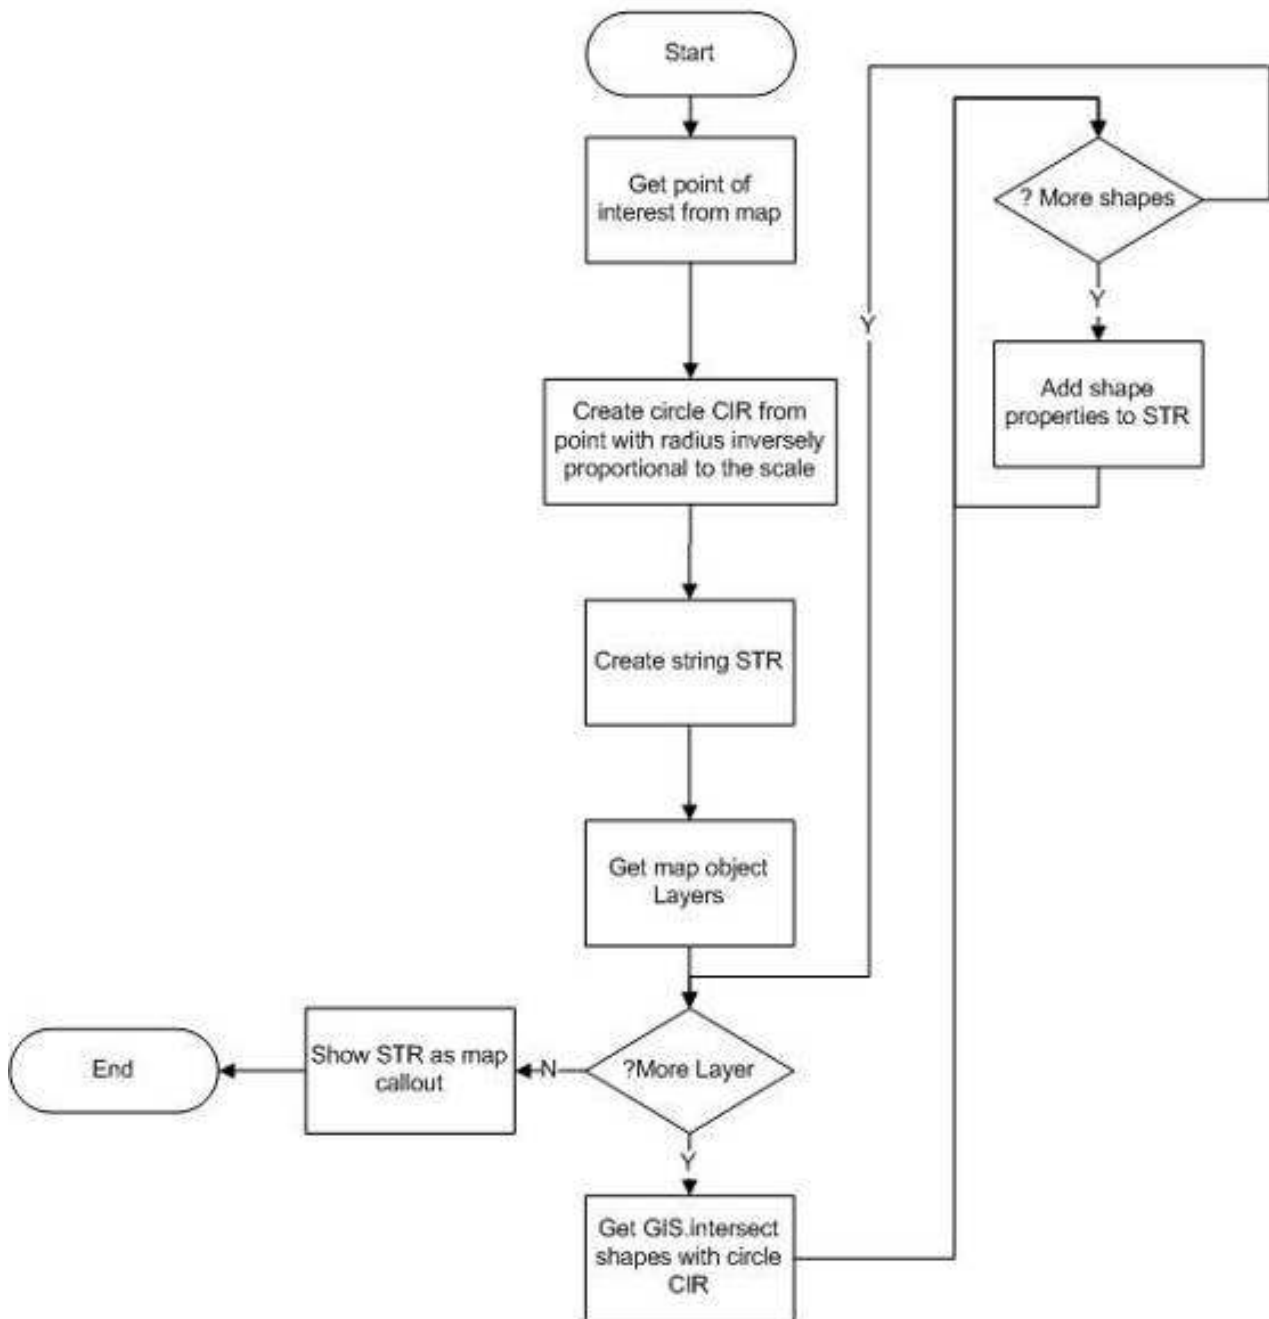 Start
Get point of
interest from map
Create circle CIR from
point with radius inversely
proportional to the scale
Create string STR
Get map object
Layers
?More Layer
N
Show STR as map
callout
End
Y
Get GIS.intersect
shapes with circle
CIR
? More shapes
Y
Add shape
properties to STR
Y